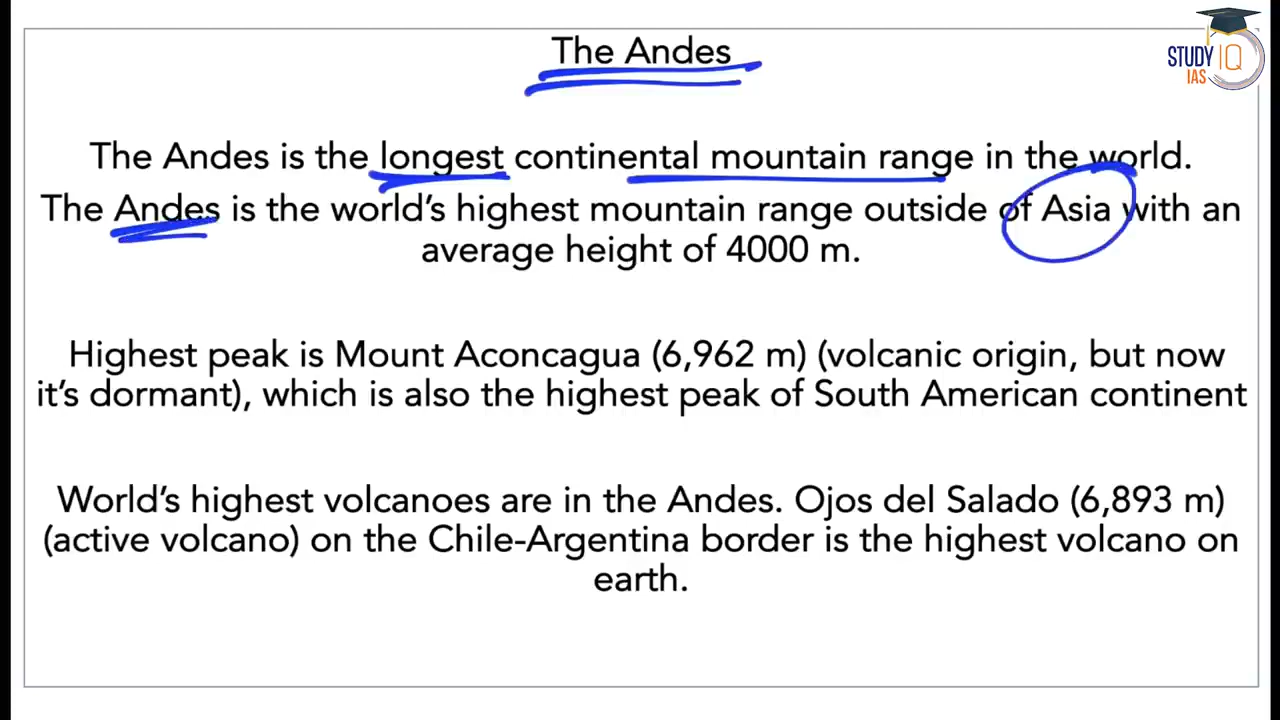 The Andes
STUDY IQ
IAS
The Andes is the longest continental mountain range in the world.
The Andes is the world's highest mountain range outside of Asia with an
average height of 4000 m.
Highest peak is Mount Aconcagua (6,962 m) (volcanic origin, but now
it's dormant), which is also the highest peak of South American continent
World's highest volcanoes are in the Andes. Ojos del Salado (6,893 m)
(active volcano) on the Chile-Argentina border is the highest volcano on
earth.